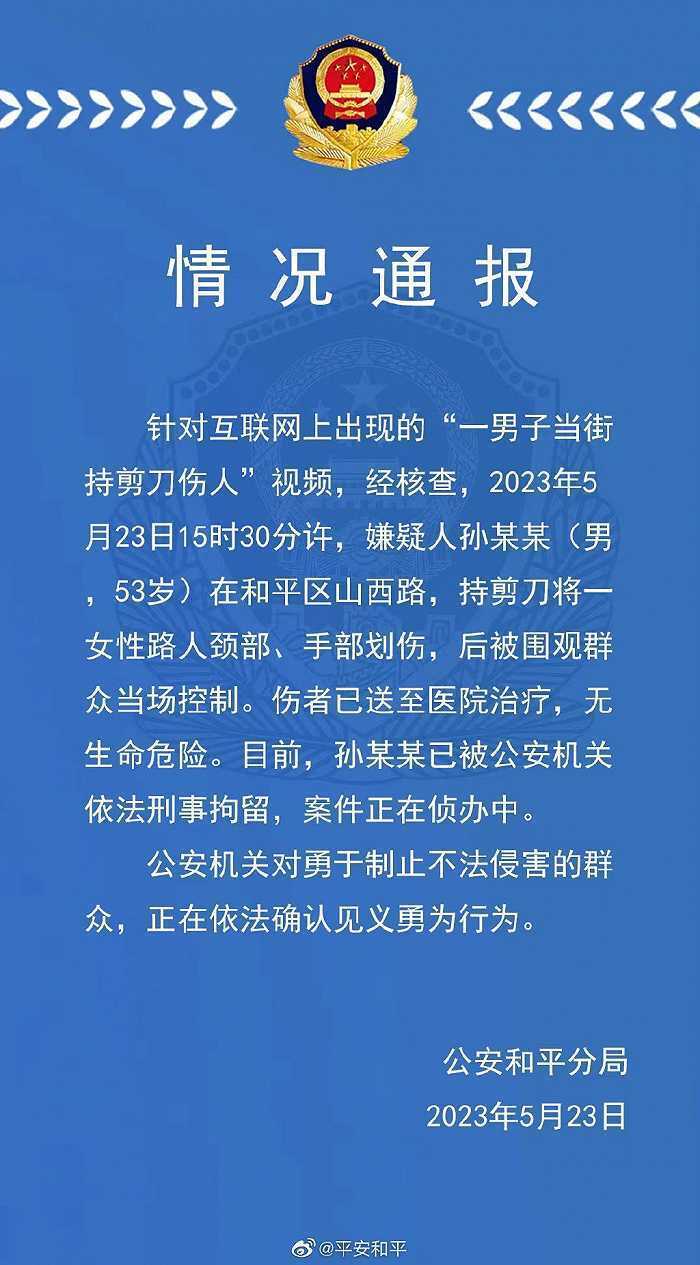 情况通报
针对互联网上出现的“一男子当街
持剪刀伤人”视频，经核查，2023年5
月23日15时30分许，嫌疑人孙某某（男
，53岁）在和平区山西路，持剪刀将一
女性路人颈部、手部划伤，后被围观群
众当场控制。伤者已送至医院治疗，无
生命危险。目前，孙某某已被公安机关
依法刑事拘留，案件正在侦办中。
公安机关对勇于制止不法侵害的群
众，正在依法确认见义勇为行为。
公安和平分局
2023年5月23日
@平安和平